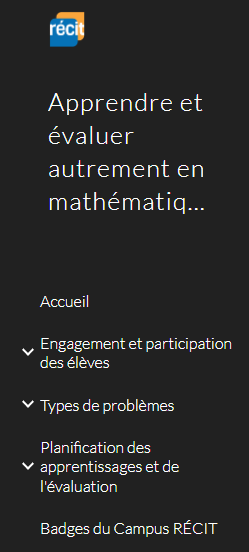 récit
Apprendre et
évaluer
autrement en
mathématiq...
Accueil
Engagement et participation
des élèves
Types de problèmes
Planification des
apprentissages et de
l'évaluation
Badges du Campus RÉCIT